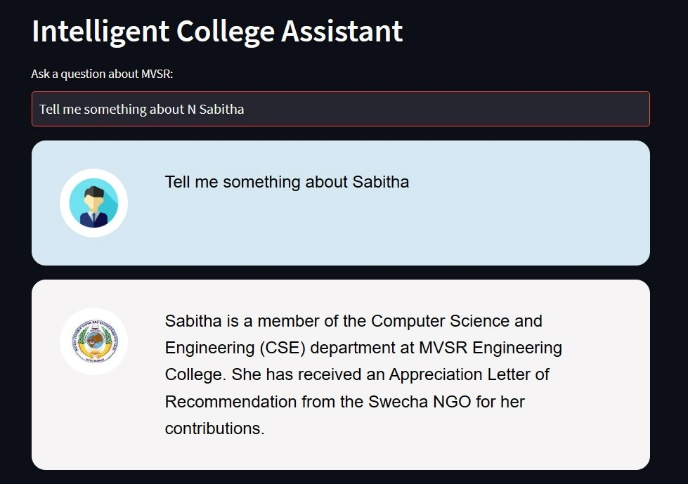 Intelligent College Assistant
Ask a question about MVSR:
Tell me something about N Sabitha
Tell me something about Sabitha
Sabitha is a member of the Computer Science and
Engineering (CSE) department at MVSR Engineering
College. She has received an Appreciation Letter of
Recommendation from the Swecha NGO for her
contributions.